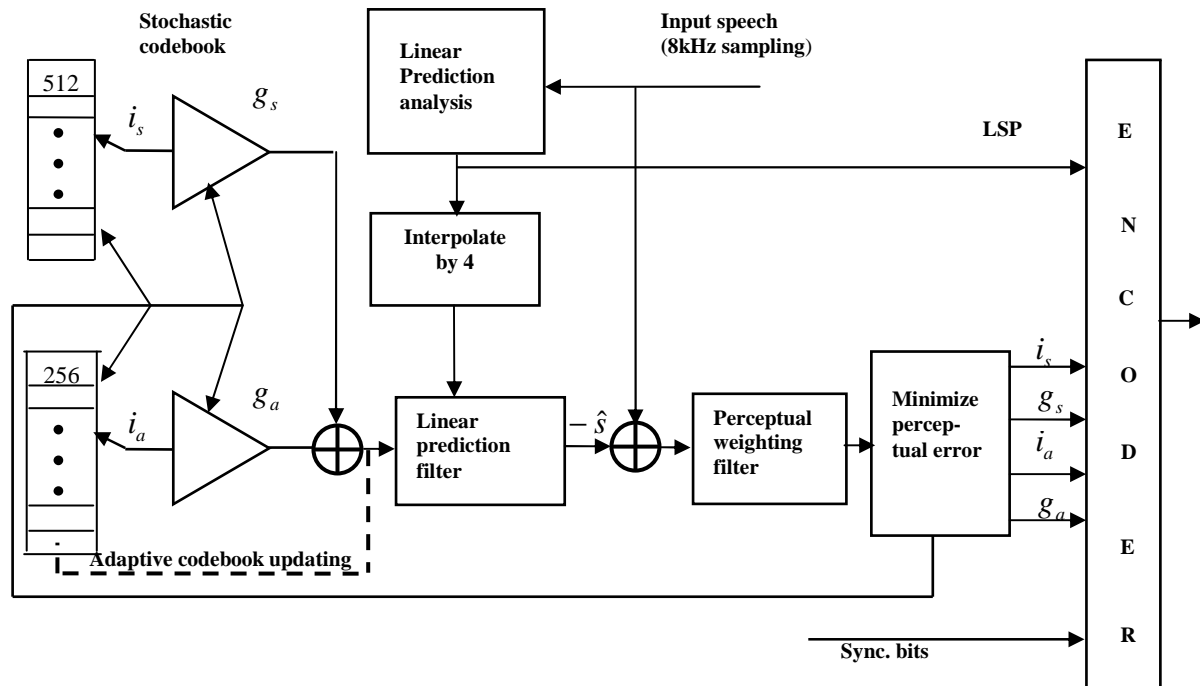 Stochastic
codebook
512
i_s
g_s
Linear
Prediction
analysis
Input speech
(8kHz sampling)
LSP
Interpolate
by 4
256
i_a
g_a
Linear
prediction
filter
− ŝ
Perceptual
weighting
filter
Minimize
percep-
tual error
i_s
g_s
i_a
g_a
Adaptive codebook updating
Sync. bits
E
N
C
O
D
E
R